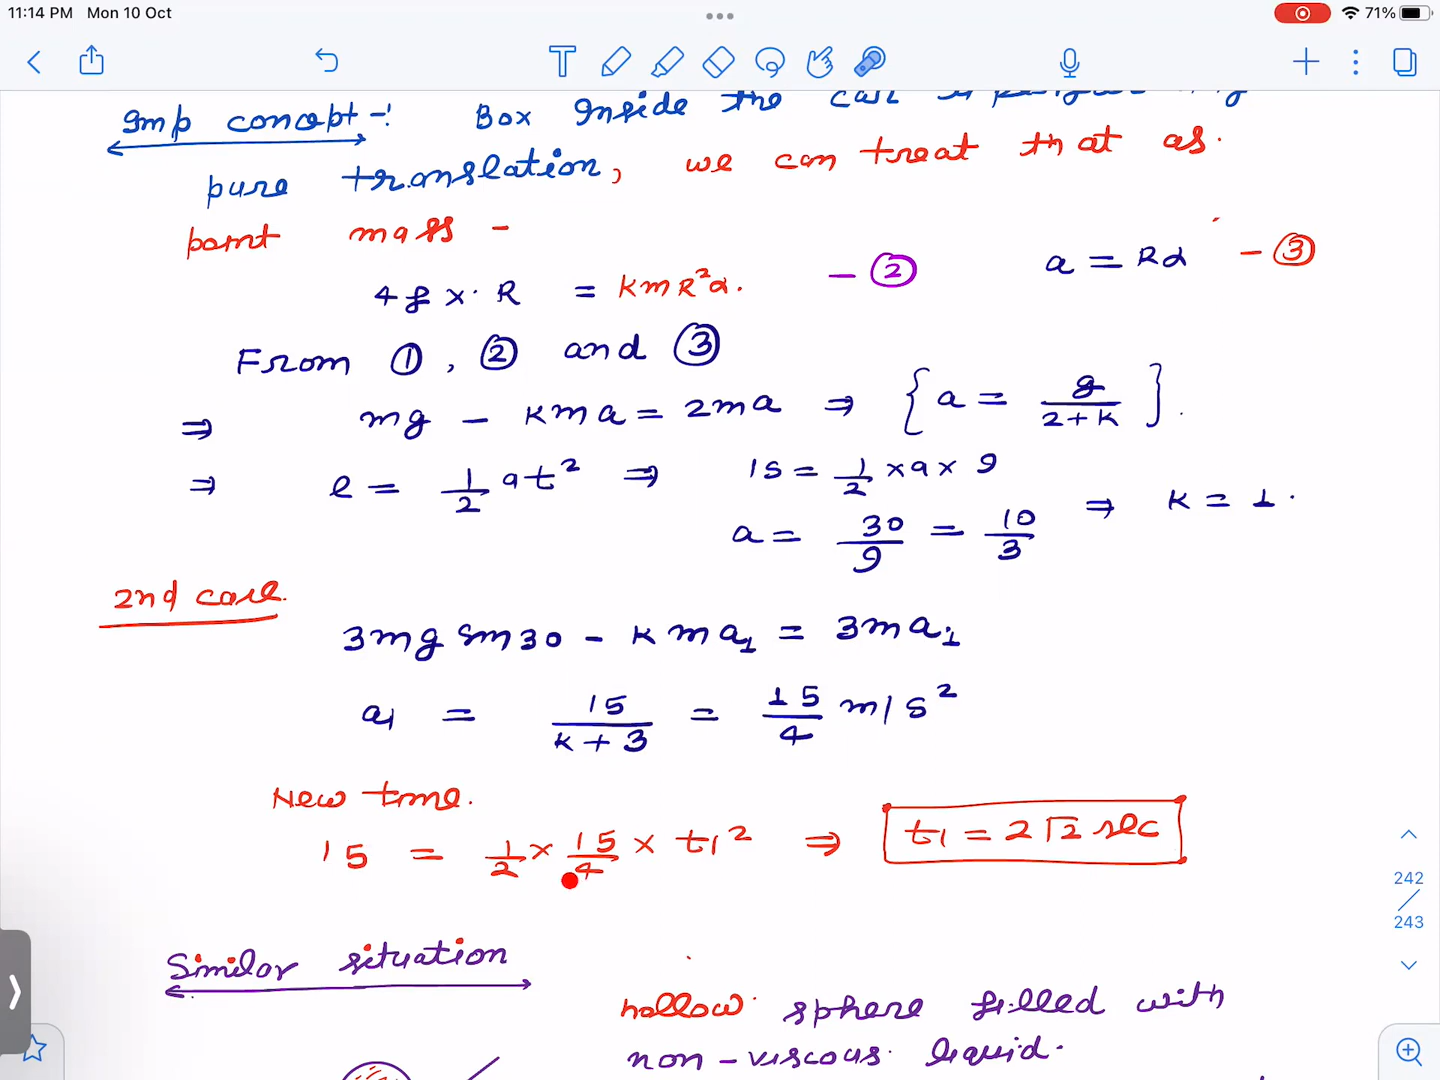 11:14 PM Mon 10 Oct
71%
Imp concept -: Box inside the
pure translation, we can treat that as
point mass -
4f × R = kmR²α. - ② a = Rα - ③
From ①, ② and ③
⇒ mg - kma = 2ma ⇒ { a = g/(2+k) }.
⇒ l = 1/2 at² ⇒ 15 = 1/2 × a × 9
a = 30/9 = 10/3 ⇒ k = 1.
2nd case.
3mg sin30 - kma₁ = 3ma₁
a₁ = 15/(k+3) = 15/4 m/s²
New time.
15 = 1/2 × 15/4 × t₁² ⇒ t₁ = 2√2 sec
242
/
243
Similar situation
hollow sphere filled with
non-viscous liquid.